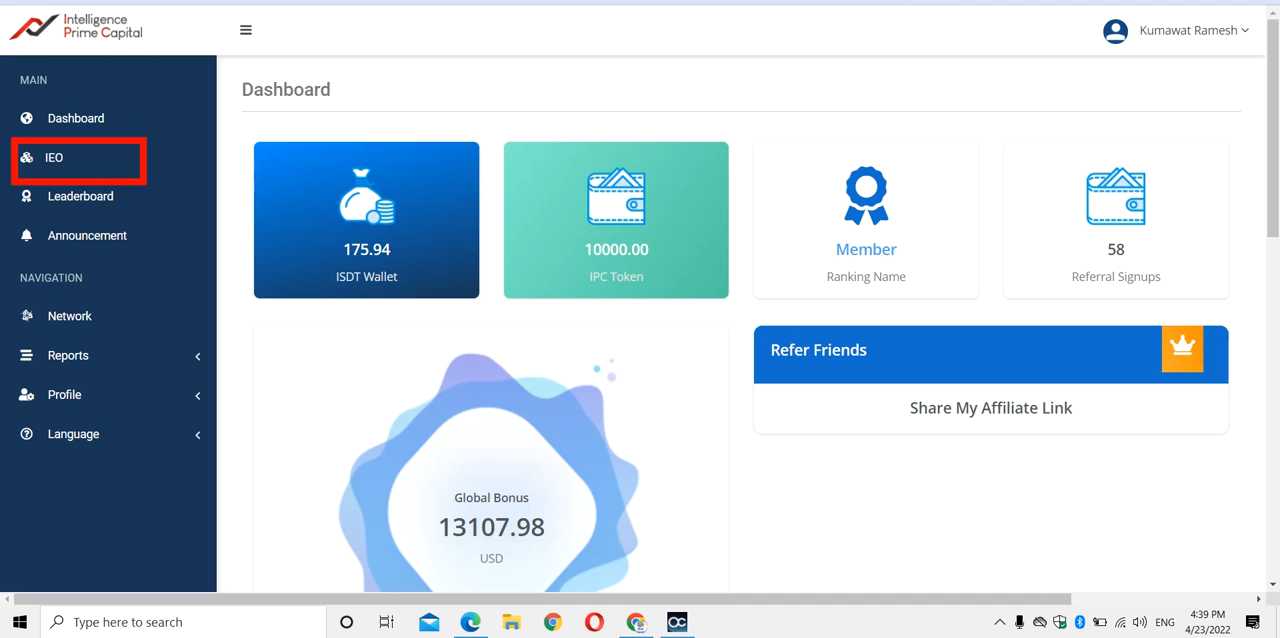 Intelligence
Prime Capital
Kumawat Ramesh
MAIN
Dashboard
IEO
Leaderboard
Announcement
NAVIGATION
Network
Reports
Profile
Language
Dashboard
175.94
ISDT Wallet
10000.00
IPC Token
Member
Ranking Name
58
Referral Signups
Global Bonus
13107.98
USD
Refer Friends
Share My Affiliate Link
Type here to search
OC
ENG
4:39 PM
4/23/2022